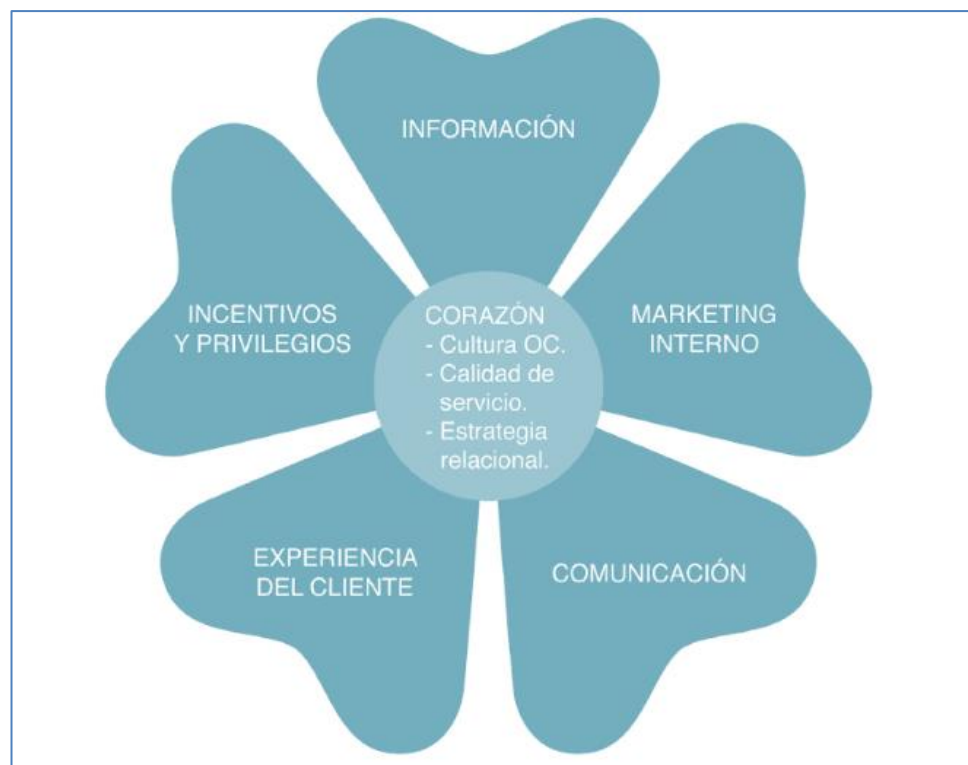 INFORMACIÓN
INCENTIVOS
Y PRIVILEGIOS
CORAZÓN
- Cultura OC.
- Calidad de
servicio.
- Estrategia
relacional.
MARKETING
INTERNO
EXPERIENCIA
DEL CLIENTE
COMUNICACIÓN